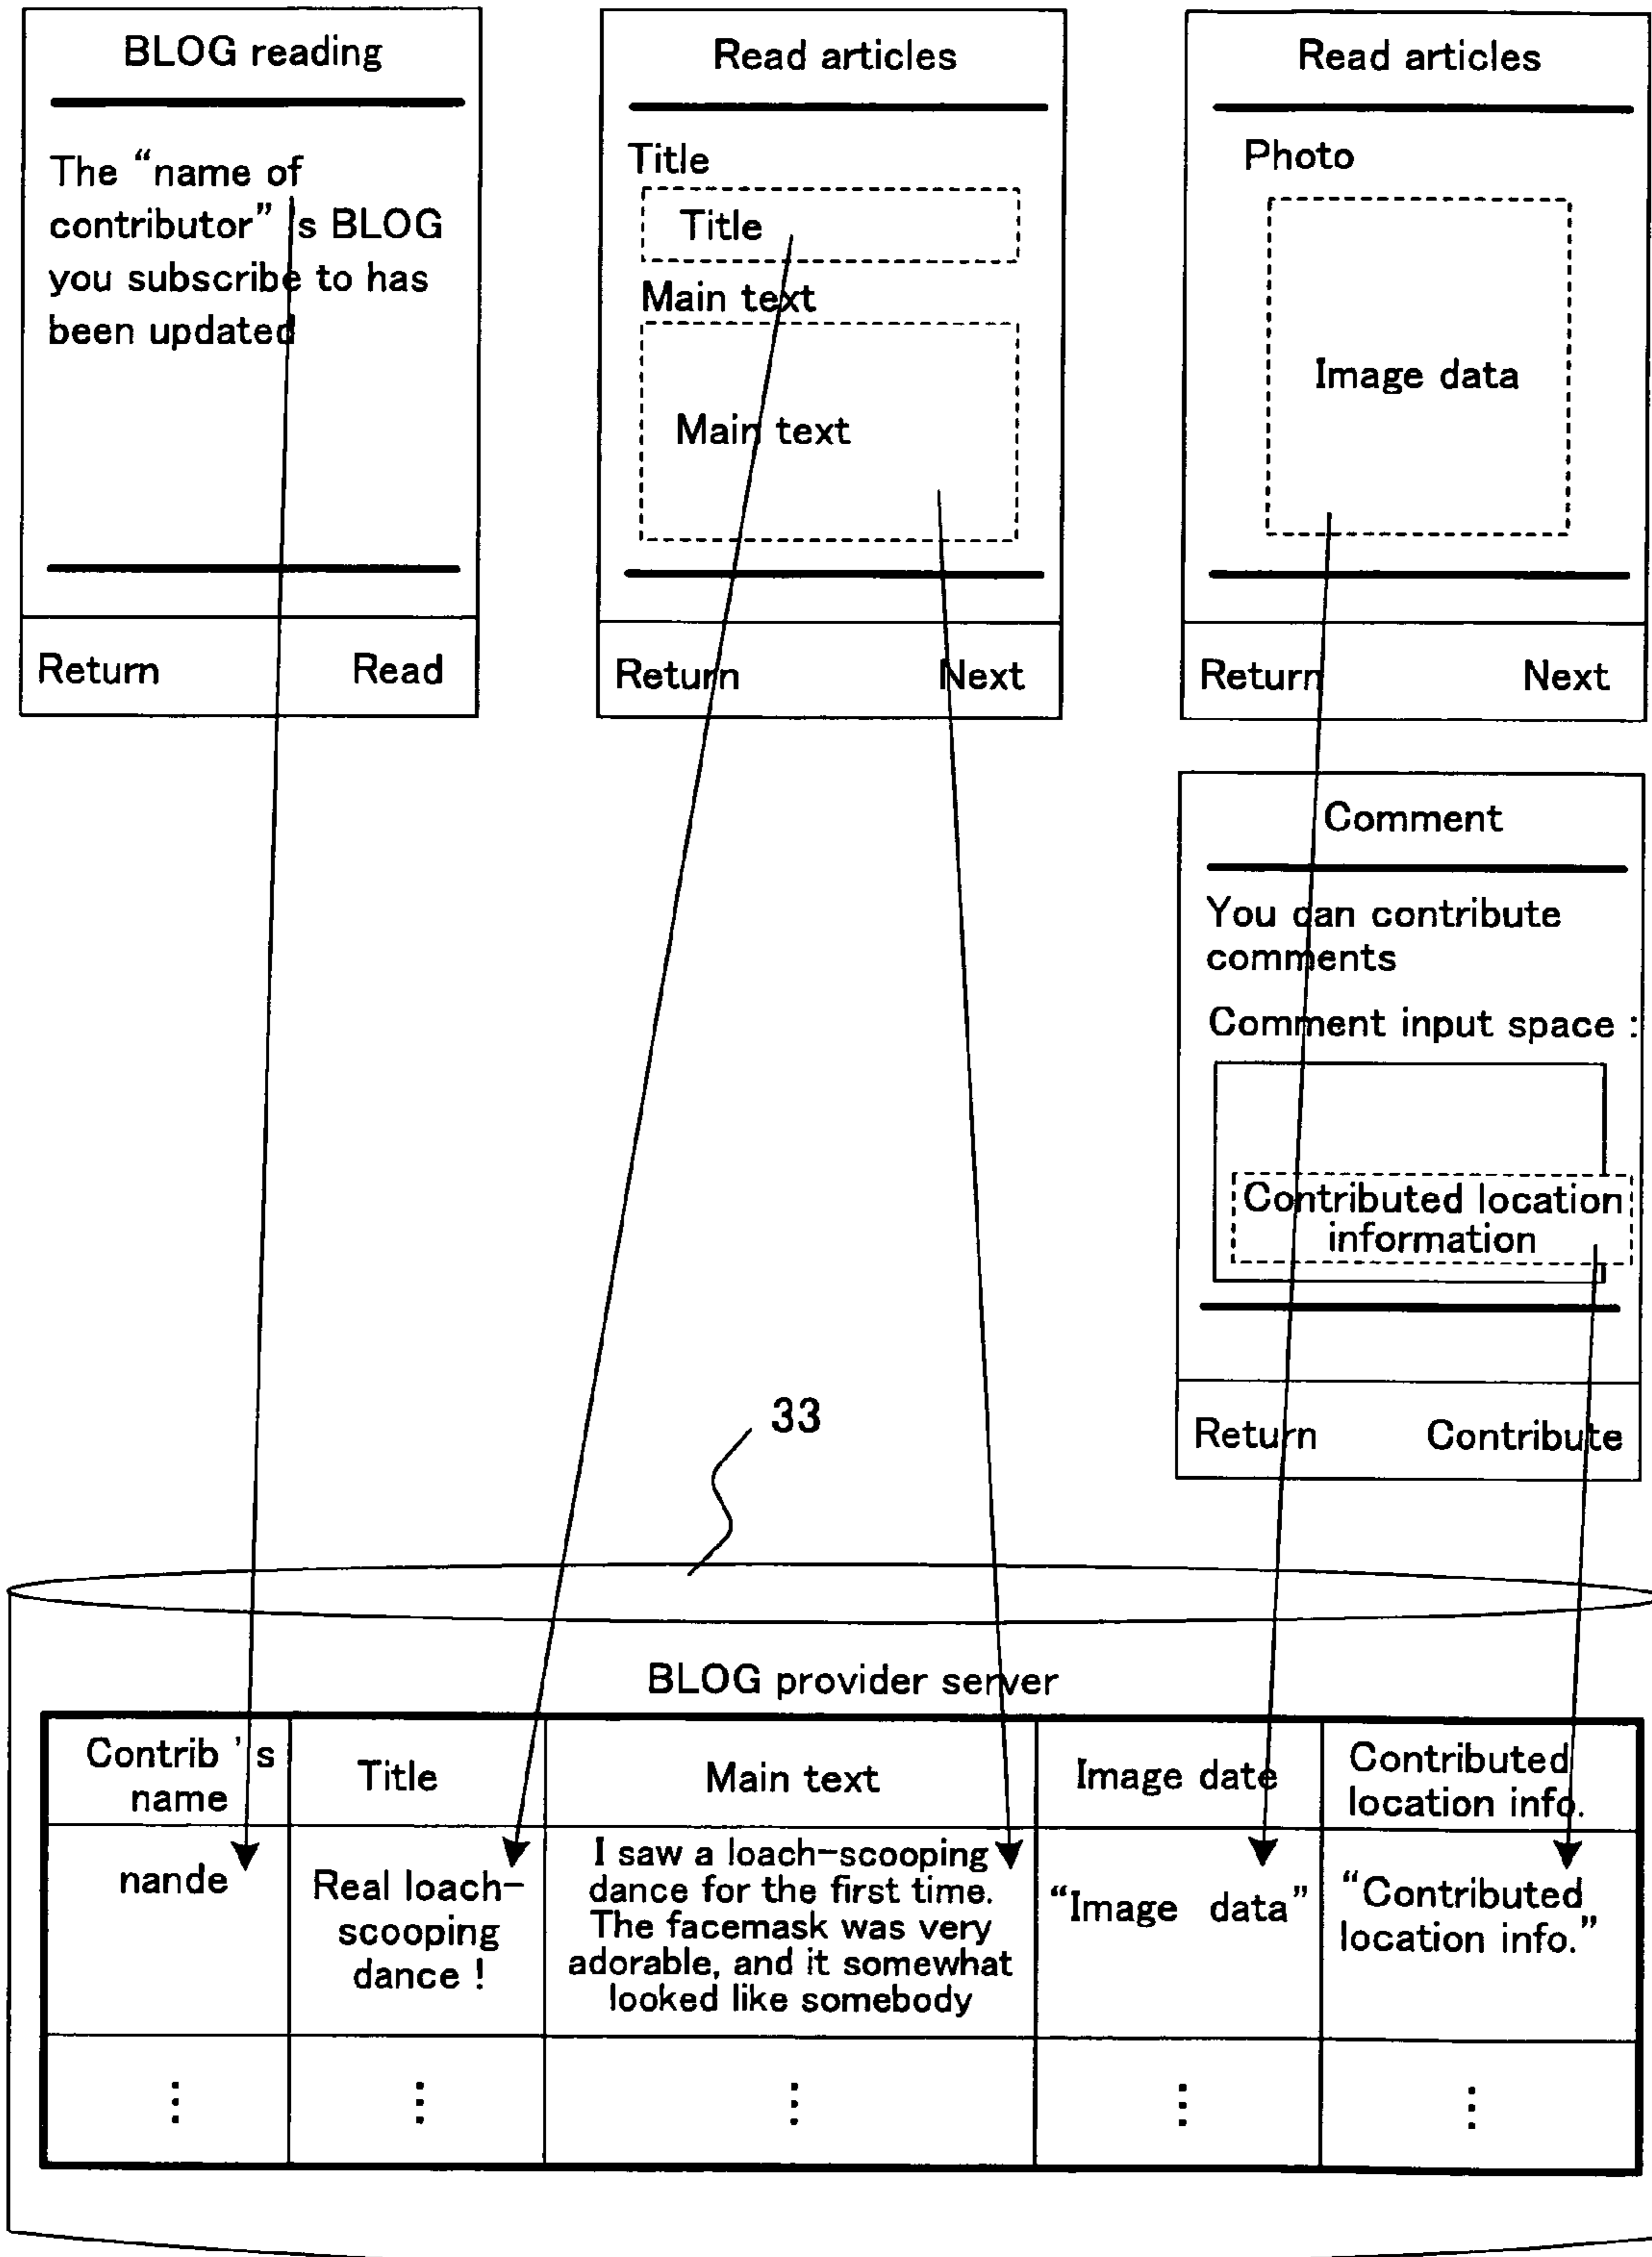 BLOG reading
The “name of
contributor” 's BLOG
you subscribe to has
been updated
Return Read
Read articles
Title
Title
Main text
Main text
Return Next
Read articles
Photo
Image data
Return Next
Comment
You can contribute
comments
Comment input space :
Contributed location
information
Return Contribute
33
BLOG provider server
Contrib ' s
name
Title
Main text
Image date
Contributed
location info.
nande
Real loach-
scooping
dance !
I saw a loach-scooping
dance for the first time.
The facemask was very
adorable, and it somewhat
looked like somebody
“Image data”
“Contributed
location info.”